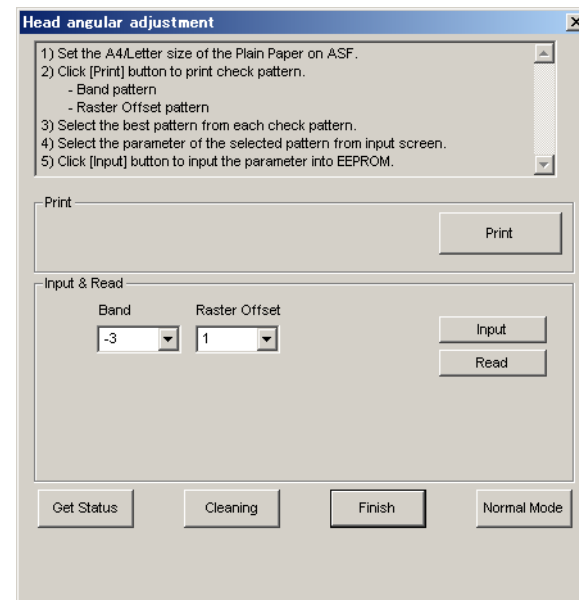 Head angular adjustment
1) Set the A4/Letter size of the Plain Paper on ASF.
2) Click [Print] button to print check pattern.
- Band pattern
- Raster Offset pattern
3) Select the best pattern from each check pattern.
4) Select the parameter of the selected pattern from input screen.
5) Click [Input] button to input the parameter into EEPROM.
Print
Print
Input & Read
Band Raster Offset
-3 1
Input
Read
Get Status Cleaning Finish Normal Mode